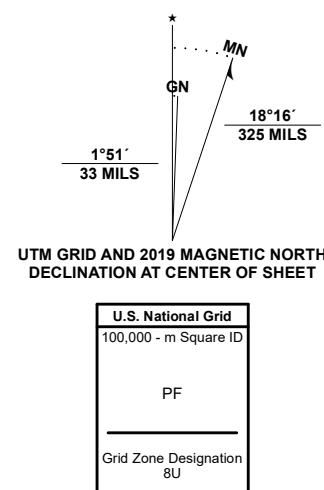 ★
MN
GN
18°16´
325 MILS
1°51´
33 MILS
UTM GRID AND 2019 MAGNETIC NORTH
DECLINATION AT CENTER OF SHEET
U.S. National Grid
100,000 - m Square ID
PF
Grid Zone Designation
8U